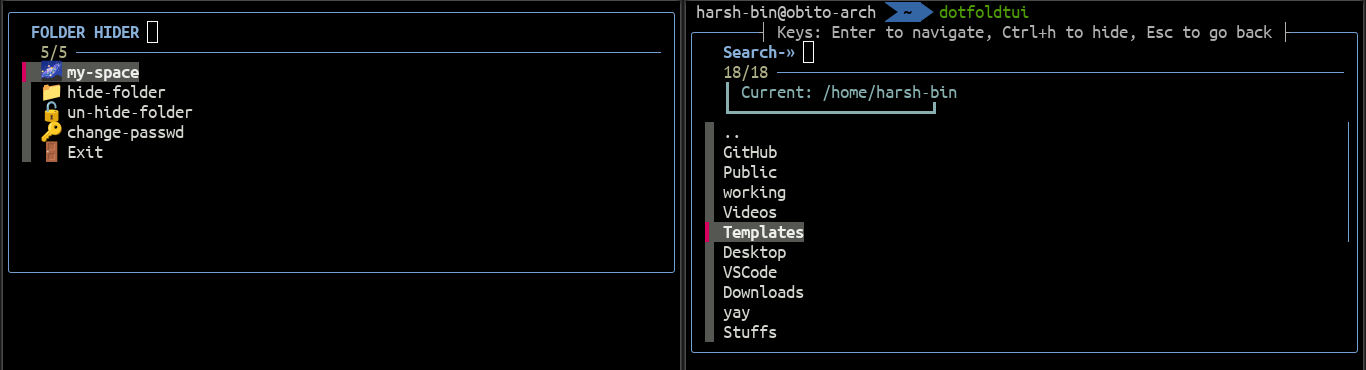 FOLDER HIDER
5/5
my-space
hide-folder
un-hide-folder
change-passwd
Exit
harsh-bin@obito-arch ~ dotfoldtui
Keys: Enter to navigate, Ctrl+h to hide, Esc to go back
Search-»
18/18
Current: /home/harsh-bin
..
GitHub
Public
working
Videos
Templates
Desktop
VSCode
Downloads
yay
Stuffs